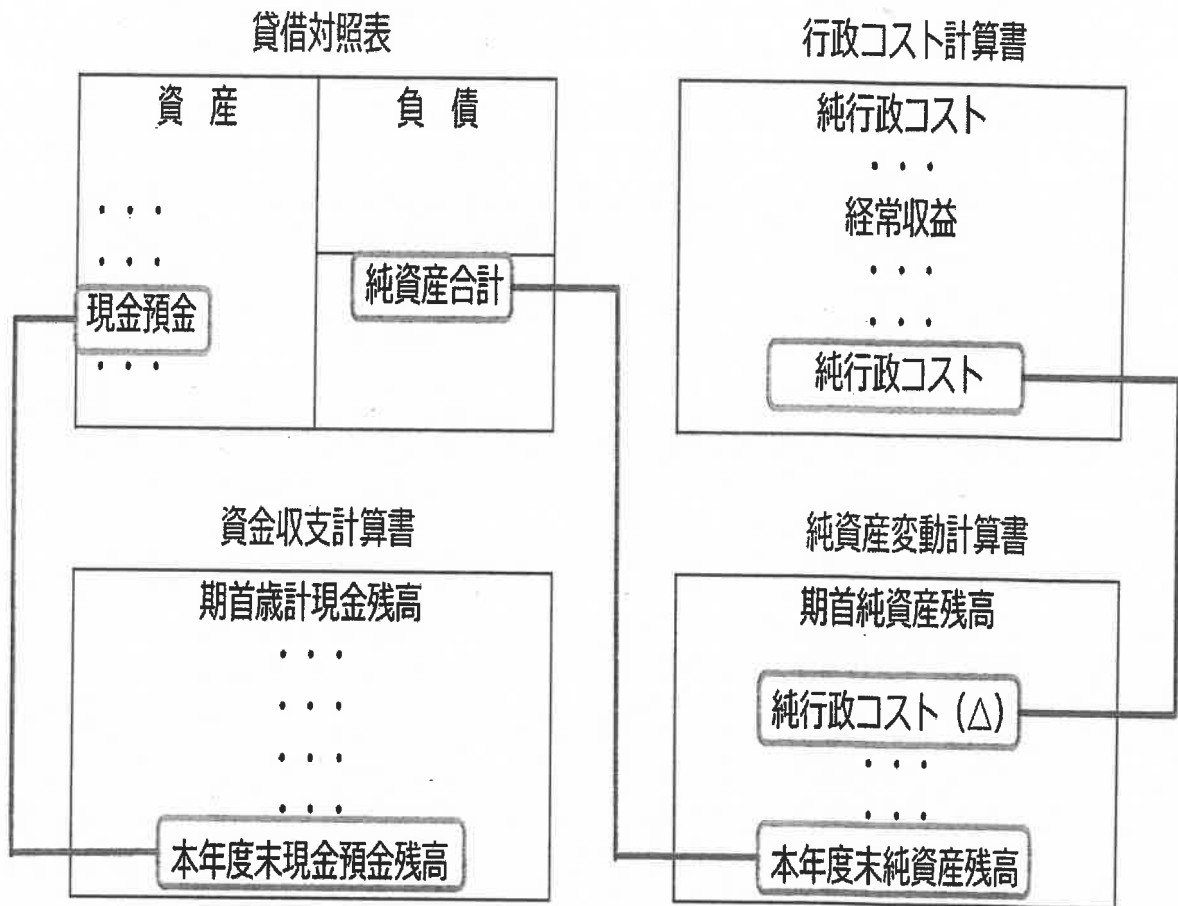 貸借対照表
資 産
負 債
・・・
・・・
現金預金
・・・
純資産合計
行政コスト計算書
純行政コスト
・・・
経常収益
・・・
・・・
純行政コスト
資金収支計算書
期首歳計現金残高
・・・
・・・
・・・
・・・
本年度末現金預金残高
純資産変動計算書
期首純資産残高
純行政コスト（△）
・・・
・・・
本年度末純資産残高